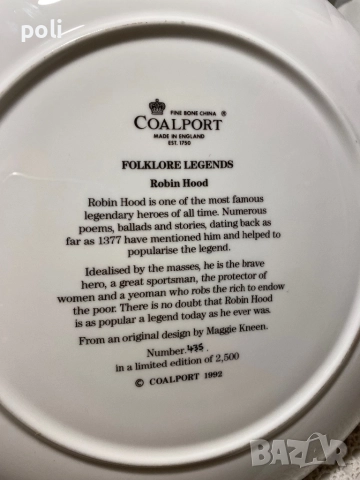 poli
FINE BONE CHINA ®
COALPORT
MADE IN ENGLAND
EST. 1750
FOLKLORE LEGENDS
Robin Hood
Robin Hood is one of the most famous
legendary heroes of all time. Numerous
poems, ballads and stories, dating back as
far as 1377 have mentioned him and helped to
popularise the legend.
Idealised by the masses, he is the brave
hero, a great sportsman, the protector of
women and a yeoman who robs the rich to endow
the poor. There is no doubt that Robin Hood
is as popular a legend today as he ever was.
From an original design by Maggie Kneen.
Number 435.
in a limited edition of 2,500
© COALPORT 1992
BAZAR